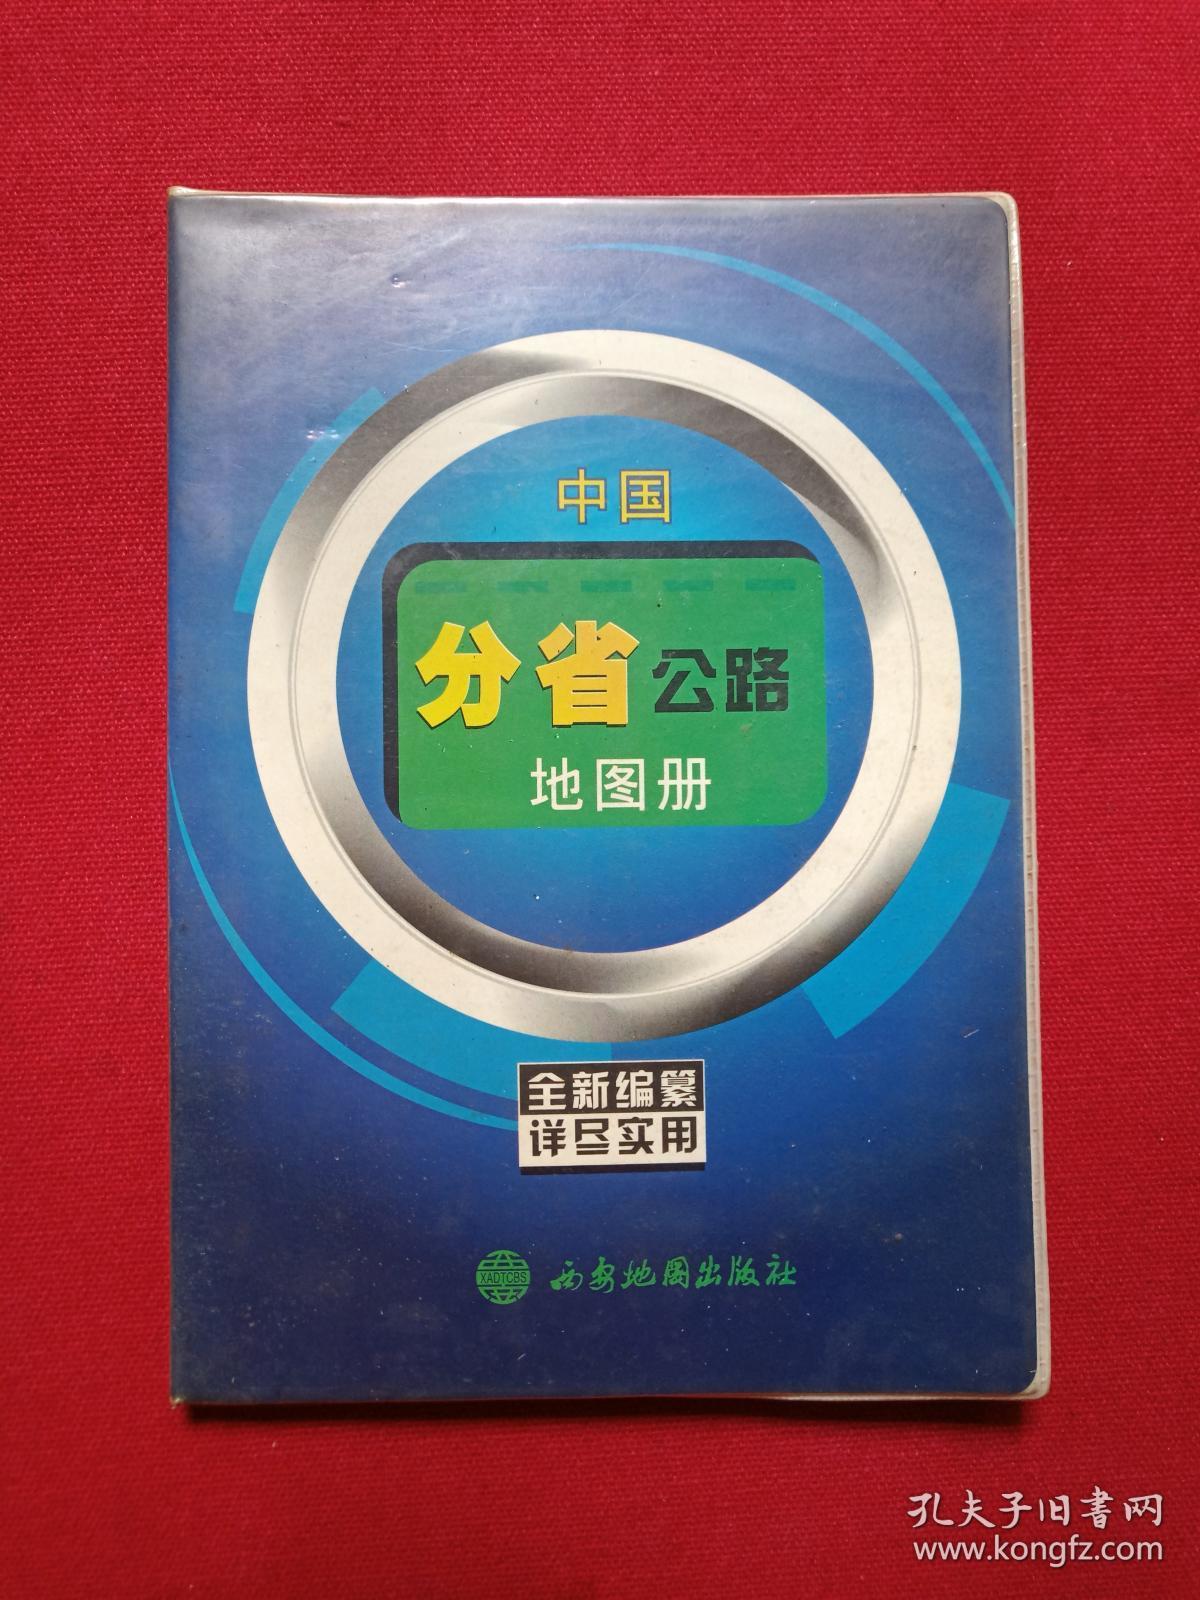 中国
分省公路
地图册
全新编纂
详尽实用
XADTCBS 西安地图出版社
孔夫子旧书网
www.kongfz.com